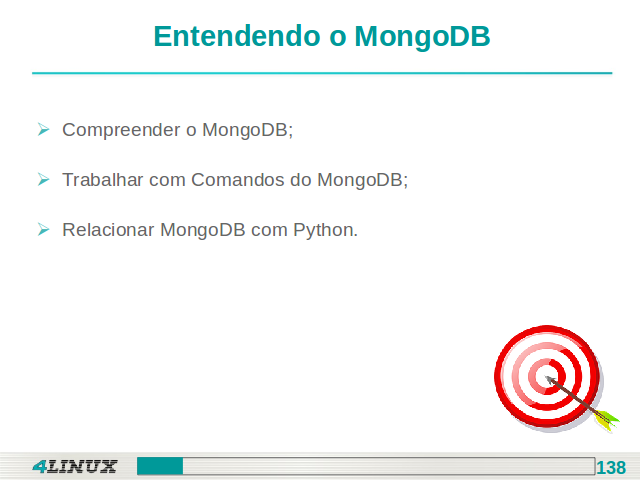 Entendendo o MongoDB
Compreender o MongoDB;
Trabalhar com Comandos do MongoDB;
Relacionar MongoDB com Python.
4LINUX
138